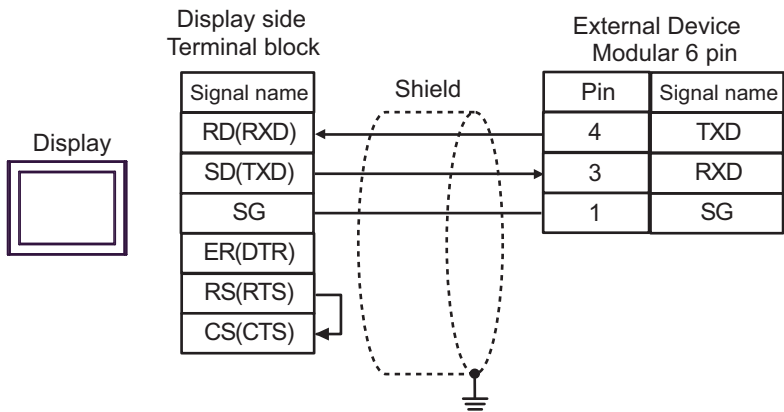 Display side
Terminal block
External Device
Modular 6 pin
Signal name
Shield
Pin
Signal name
Display
RD(RXD)
4
TXD
SD(TXD)
3
RXD
SG
1
SG
ER(DTR)
RS(RTS)
CS(CTS)